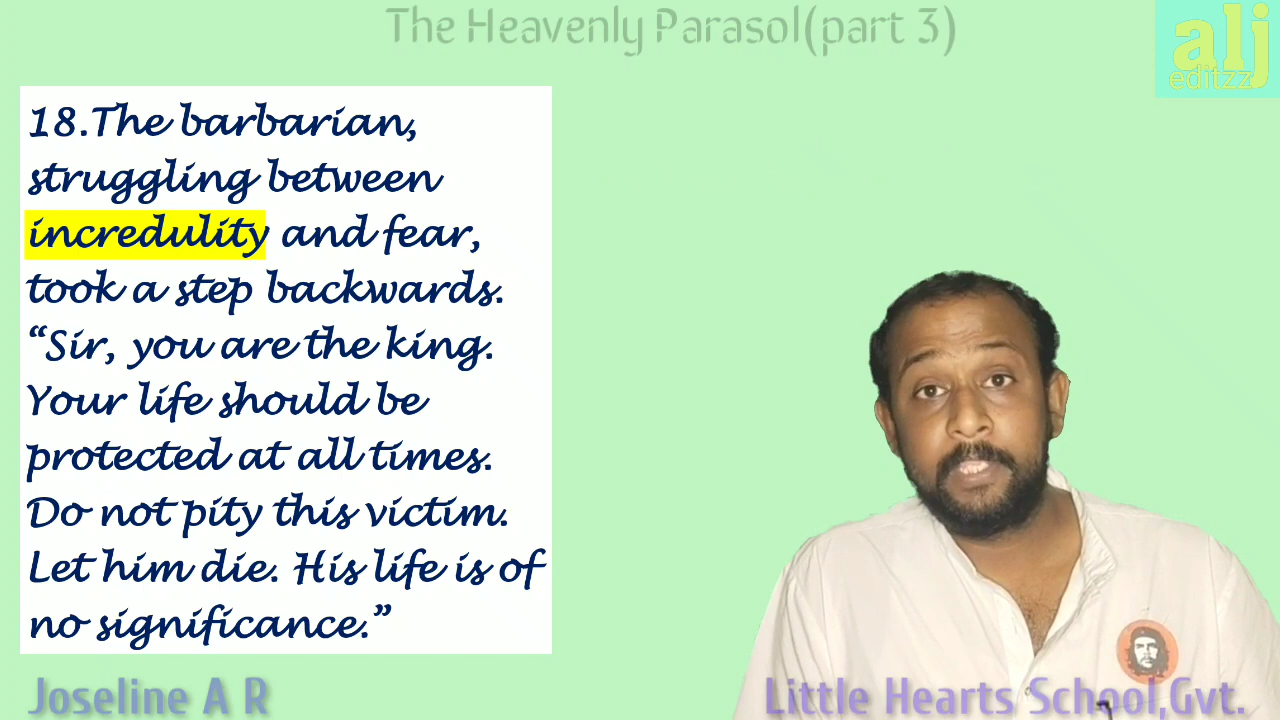 The Heavenly Parasol(part 3)
alj
editzz
18.The barbarian,
struggling between
incredulity and fear,
took a step backwards.
“Sir, you are the king.
Your life should be
protected at all times.
Do not pity this victim.
Let him die. His life is of
no significance.”
Joseline A R
Little Hearts School,Gvt.